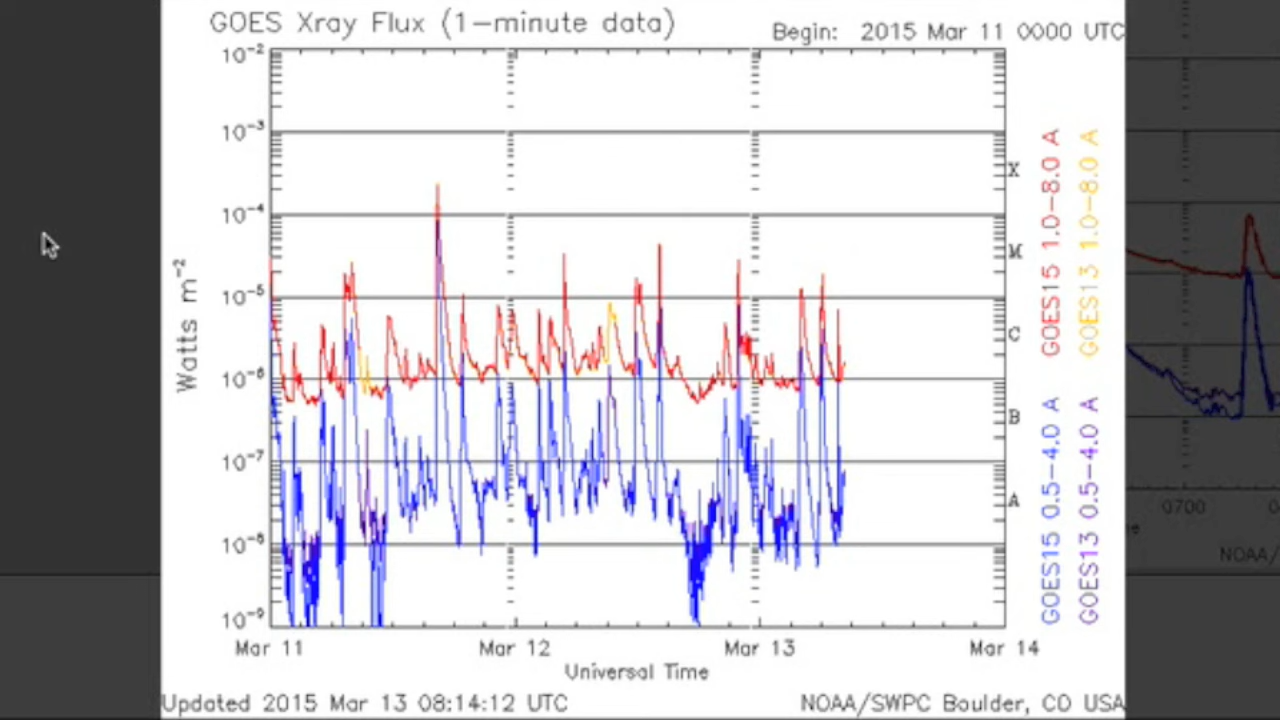 GOES Xray Flux (1-minute data)
Begin: 2015 Mar 11 0000 UTC
10⁻²
10⁻³
10⁻⁴
10⁻⁵
10⁻⁶
10⁻⁷
10⁻⁸
10⁻⁹
Watts m⁻²
X
M
C
B
A
GOES15 1.0-8.0 A
GOES13 1.0-8.0 A
GOES15 0.5-4.0 A
GOES13 0.5-4.0 A
Mar 11 Mar 12 Mar 13 Mar 14
Universal Time
Updated 2015 Mar 13 08:14:12 UTC
NOAA/SWPC Boulder, CO USA
0700
NOAA/